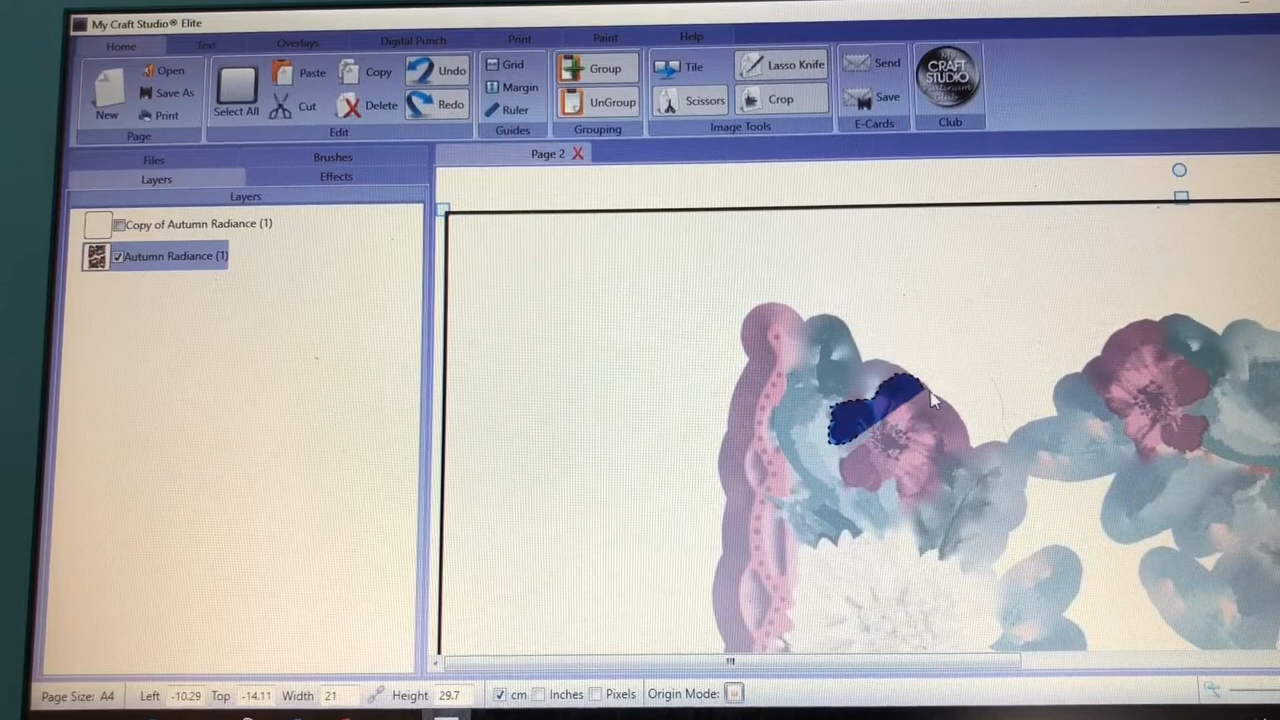 My Craft Studio® Elite
Home Text Overlays Digital Punch Print Paint Help
New Open Save As Print Page
Select All Paste Cut Copy Delete Undo Redo Edit
Grid Margin Ruler Guides
Group UnGroup Grouping
Tile Scissors Lasso Knife Crop Image Tools
Send Save E-Cards
MY CRAFT STUDIO Club
Files Brushes
Layers Effects
Layers
Page 2 X
Copy of Autumn Radiance (1)
Autumn Radiance (1)
Page Size: A4 Left -10.29 Top -14.11 Width 21 Height 29.7 cm Inches Pixels Origin Mode: